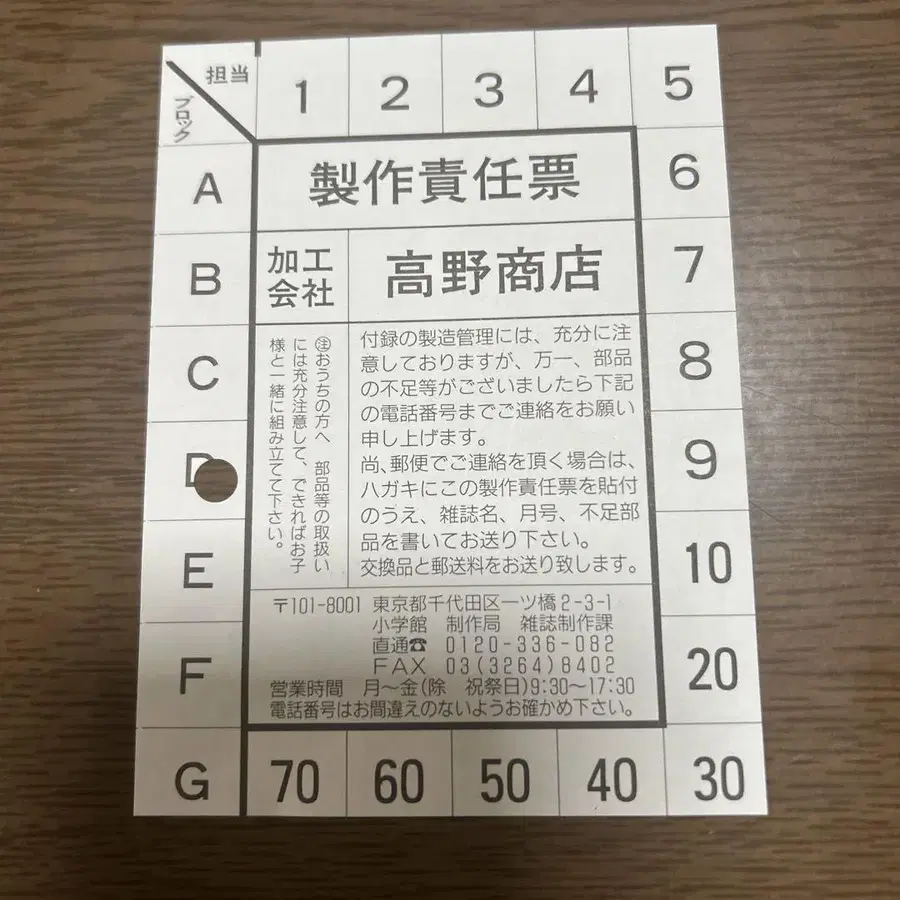 担当
ブロック
1 2 3 4 5
A
6
B
7
C
8
D
9
E
10
F
20
G
70 60 50 40 30
製作責任票
加工
会社
高野商店
㊟おうちの方へ 部品等の取扱い
には充分注意して、できればお子
様と一緒に組み立てて下さい。
付録の製造管理には、充分に注
意しておりますが、万一、部品
の不足等がございましたら下記
の電話番号までご連絡をお願い
申し上げます。
尚、郵便でご連絡を頂く場合は、
ハガキにこの製作責任票を貼付
のうえ、雑誌名、月号、不足部
品を書いてお送り下さい。
交換品と郵送料をお送り致します。
〒101-8001 東京都千代田区一ツ橋2-3-1
小学館 制作局 雑誌制作課
直通☎ 0120-336-082
FAX 03(3264)8402
営業時間 月〜金(除 祝祭日)9:30〜17:30
電話番号はお間違えのないようお確かめ下さい。